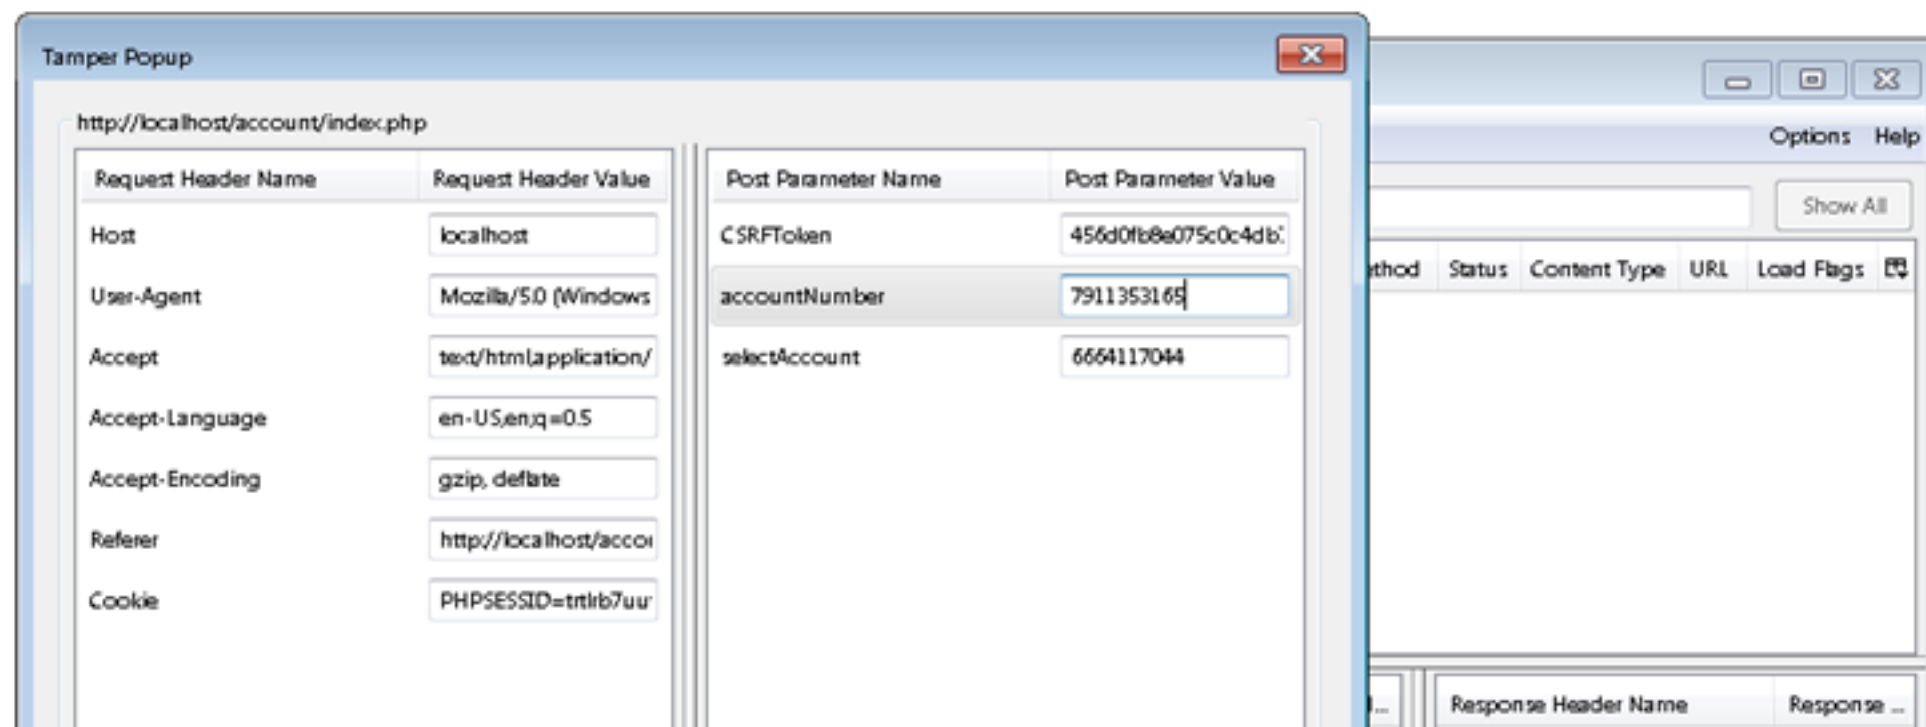 Tamper Popup
Options Help
http://localhost/account/index.php
Request Header Name Request Header Value Post Parameter Name Post Parameter Value
Show All
Host localhost CSRFToken 456d0fb8e075c0c4db
ethod Status Content Type URL Load Flags
User-Agent Mozilla/5.0 (Windows accountNumber 7911353165
Accept text/html,application/ selectAccount 6664117044
Accept-Language en-US,en;q=0.5
Accept-Encoding gzip, deflate
Referer http://localhost/accou
Cookie PHPSESSID=trtlrb7uu
Response Header Name Response ...